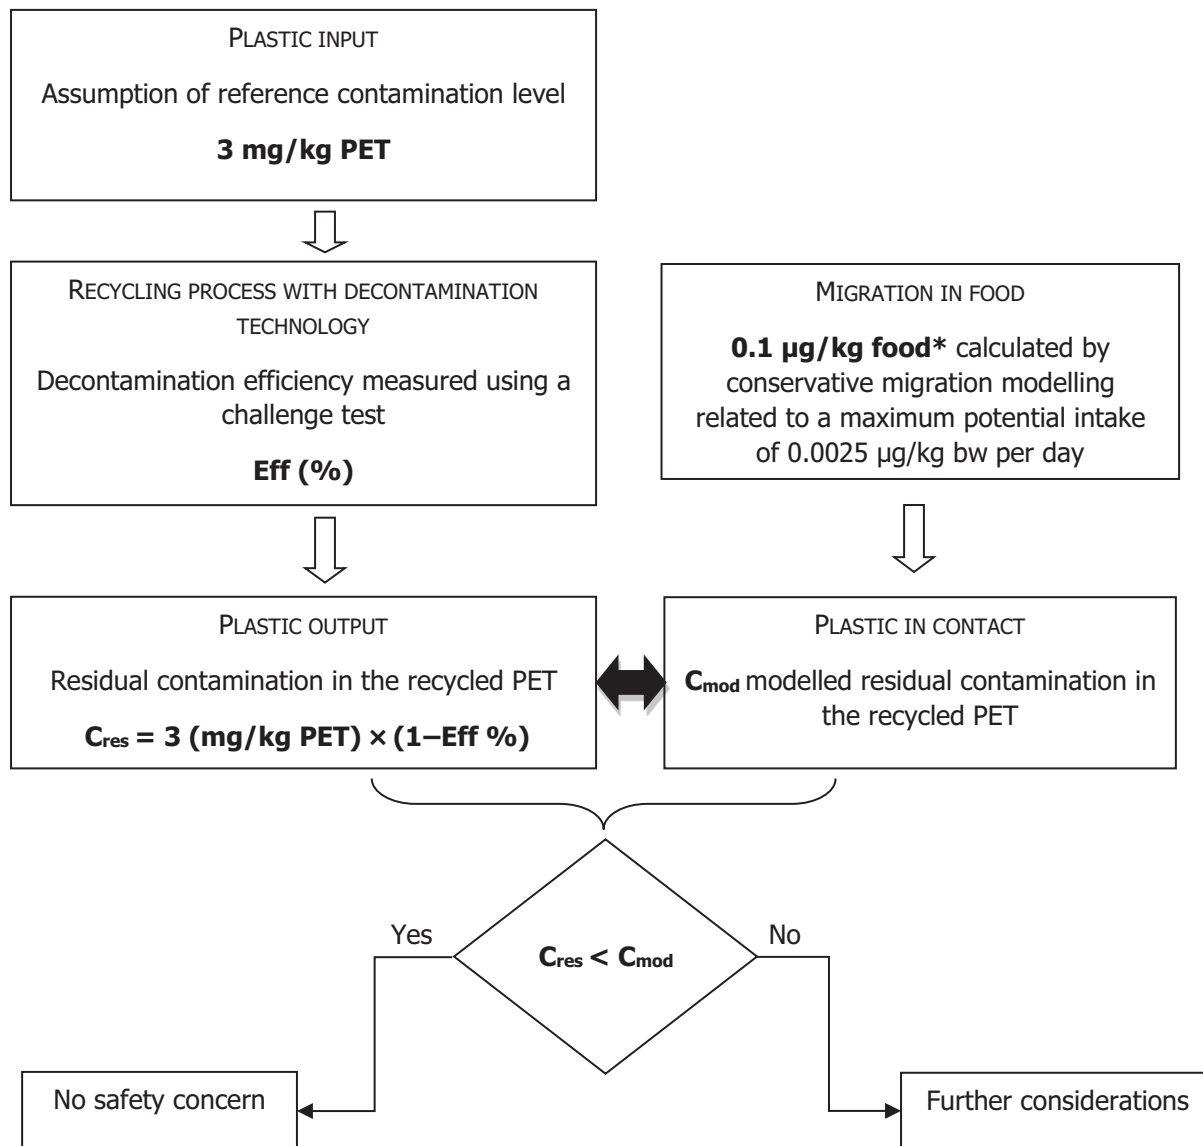 PLASTIC INPUT
Assumption of reference contamination level
3 mg/kg PET
RECYCLING PROCESS WITH DECONTAMINATION
TECHNOLOGY
Decontamination efficiency measured using a
challenge test
Eff (%)
MIGRATION IN FOOD
0.1 µg/kg food* calculated by
conservative migration modelling
related to a maximum potential intake
of 0.0025 µg/kg bw per day
PLASTIC OUTPUT
Residual contamination in the recycled PET
Cres = 3 (mg/kg PET) × (1–Eff %)
PLASTIC IN CONTACT
Cmod modelled residual contamination in
the recycled PET
Yes
Cres < Cmod
No
No safety concern
Further considerations